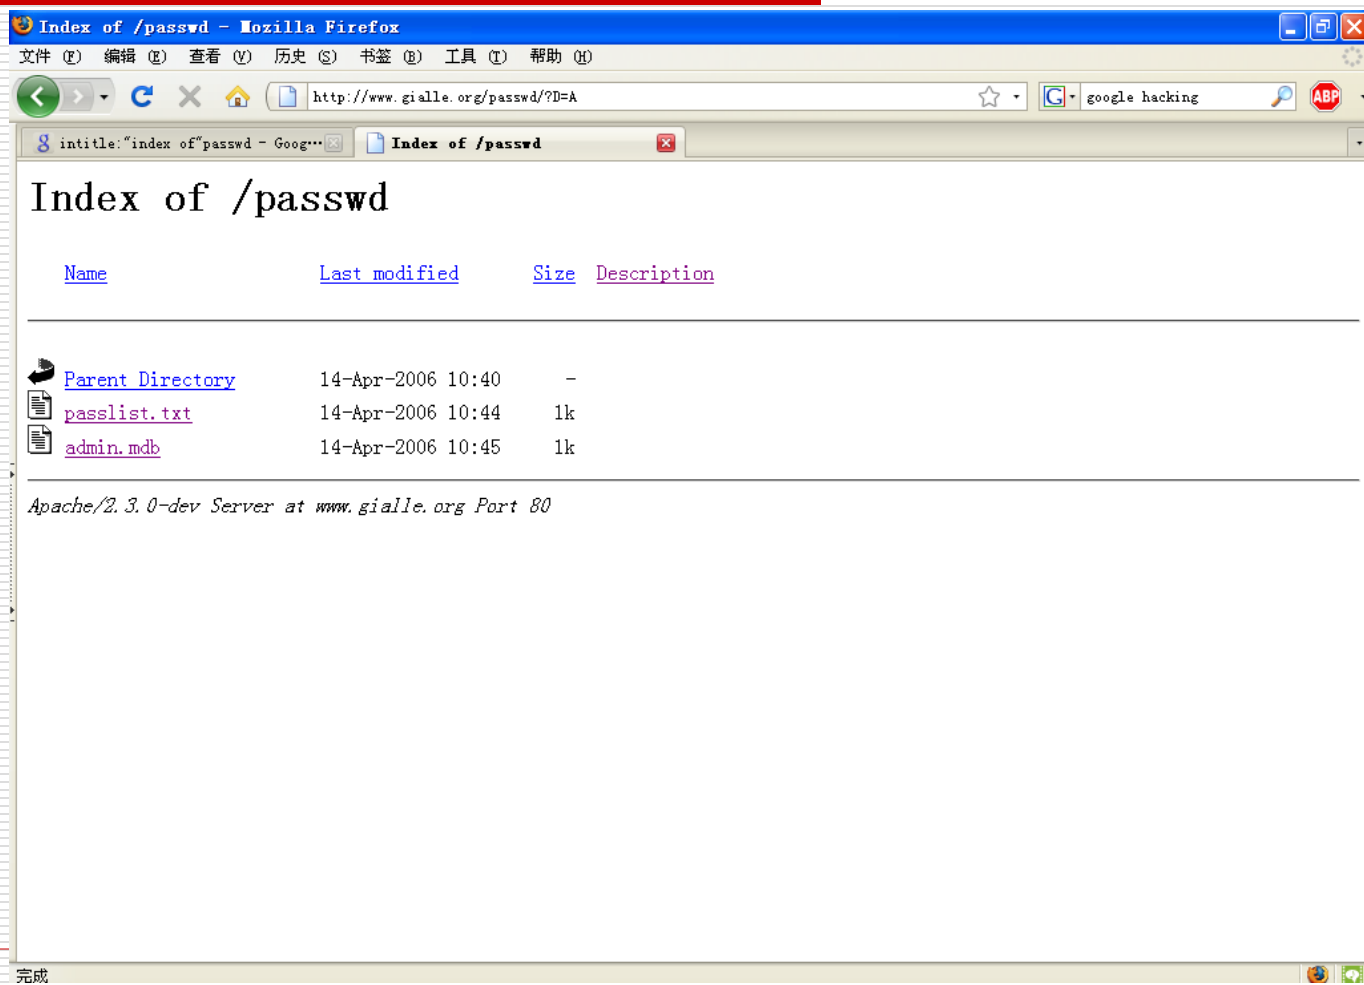 Index of /passwd - Mozilla Firefox
文件 (F) 编辑 (E) 查看 (V) 历史 (S) 书签 (B) 工具 (T) 帮助 (H)
http://www.gialle.org/passwd/?D=A
G google hacking
ABP
g intitle:"index of"passwd - Goog… Index of /passwd
Index of /passwd
Name Last modified Size Description
Parent Directory 14-Apr-2006 10:40 -
passlist.txt 14-Apr-2006 10:44 1k
admin.mdb 14-Apr-2006 10:45 1k
Apache/2.3.0-dev Server at www.gialle.org Port 80
完成